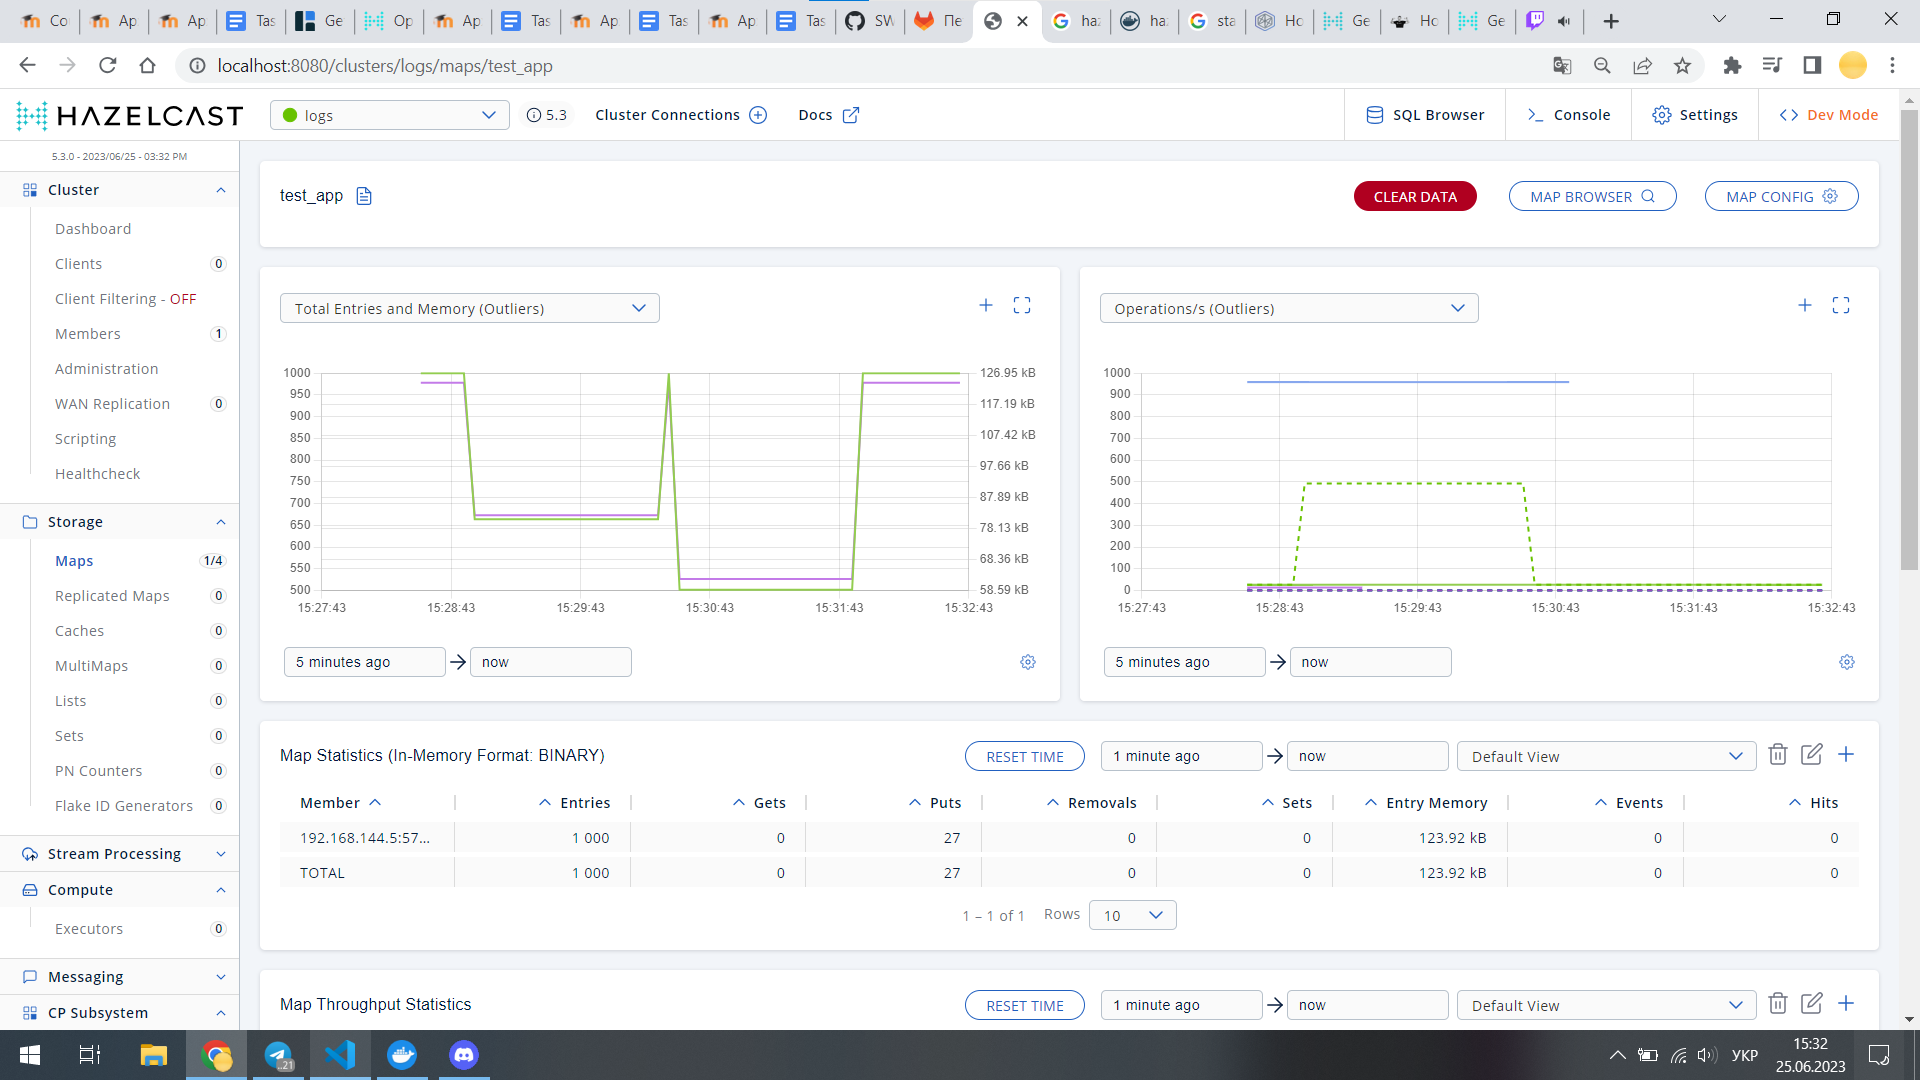 Co
Ap
Ap
Tas
Ge
Op
Ap
Tas
Ap
Tas
Ap
Tas
SW
Пе
haz
haz
sta
Ho
Ge
Ho
Ge
localhost:8080/clusters/logs/maps/test_app
HAZELCAST
logs
5.3
Cluster Connections
Docs
SQL Browser
Console
Settings
Dev Mode
5.3.0 - 2023/06/25 - 03:32 PM
Cluster
Dashboard
Clients 0
Client Filtering - OFF
Members 1
Administration
WAN Replication 0
Scripting
Healthcheck
Storage
Maps 1/4
Replicated Maps 0
Caches 0
MultiMaps 0
Lists 0
Sets 0
PN Counters 0
Flake ID Generators 0
Stream Processing
Compute
Executors 0
Messaging
CP Subsystem
test_app
CLEAR DATA
MAP BROWSER
MAP CONFIG
Total Entries and Memory (Outliers)
1000
950
900
850
800
750
700
650
600
550
500
126.95 kB
117.19 kB
107.42 kB
97.66 kB
87.89 kB
78.13 kB
68.36 kB
58.59 kB
15:27:43 15:28:43 15:29:43 15:30:43 15:31:43 15:32:43
5 minutes ago
now
Operations/s (Outliers)
1000
900
800
700
600
500
400
300
200
100
0
15:27:43 15:28:43 15:29:43 15:30:43 15:31:43 15:32:43
5 minutes ago
now
Map Statistics (In-Memory Format: BINARY)
RESET TIME
1 minute ago
now
Default View
Member Entries Gets Puts Removals Sets Entry Memory Events Hits
192.168.144.5:57... 1 000 0 27 0 0 123.92 kB 0 0
TOTAL 1 000 0 27 0 0 123.92 kB 0 0
1 – 1 of 1 Rows 10
Map Throughput Statistics
RESET TIME
1 minute ago
now
Default View
..21
УКР
15:32
25.06.2023